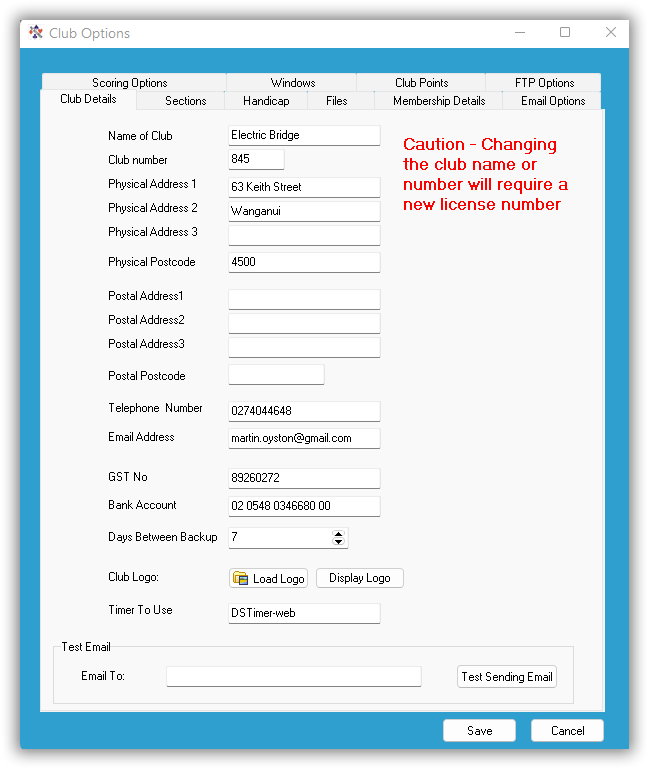 Club Options
Scoring Options Windows Club Points FTP Options
Club Details Sections Handicap Files Membership Details Email Options
Name of Club Electric Bridge
Club number 845
Caution - Changing
the club name or
number will require a
new license number
Physical Address 1 63 Keith Street
Physical Address 2 Wanganui
Physical Address 3
Physical Postcode 4500
Postal Address1
Postal Address2
Postal Address3
Postal Postcode
Telephone Number 0274044648
Email Address martin.oyston@gmail.com
GST No 89260272
Bank Account 02 0548 0346680 00
Days Between Backup 7
Club Logo: Load Logo Display Logo
Timer To Use DSTimer-web
Test Email
Email To: Test Sending Email
Save Cancel